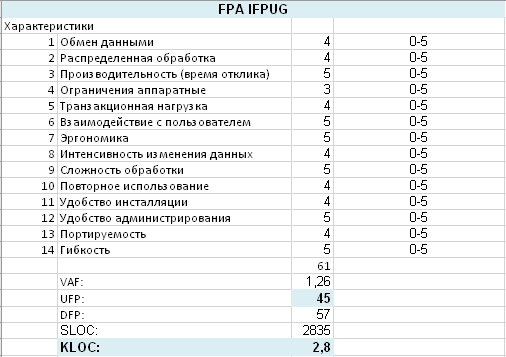 FPA IFPUG
Характеристики
1 Обмен данными 4 0-5
2 Распределенная обработка 4 0-5
3 Производительность (время отклика) 5 0-5
4 Ограничения аппаратные 3 0-5
5 Транзакционная нагрузка 4 0-5
6 Взаимодействие с пользователем 5 0-5
7 Эргономика 5 0-5
8 Интенсивность изменения данных 4 0-5
9 Сложность обработки 5 0-5
10 Повторное использование 4 0-5
11 Удобство инсталляции 4 0-5
12 Удобство администрирования 5 0-5
13 Портируемость 4 0-5
14 Гибкость 5 0-5
61
VAF: 1,26
UFP: 45
DFP: 57
SLOC: 2835
KLOC: 2,8